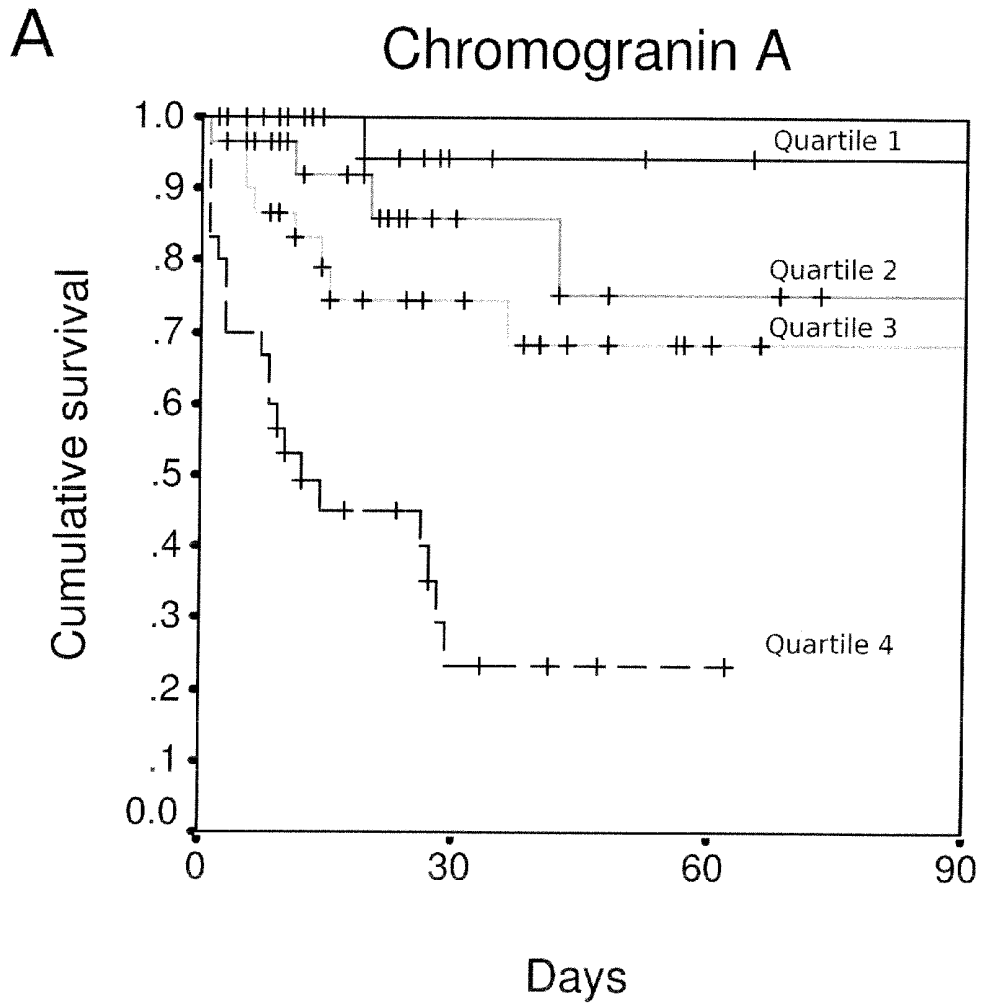 A
Chromogranin A
1.0
.9
.8
.7
.6
.5
.4
.3
.2
.1
0.0
Cumulative survival
Quartile 1
Quartile 2
Quartile 3
Quartile 4
0 30 60 90
Days